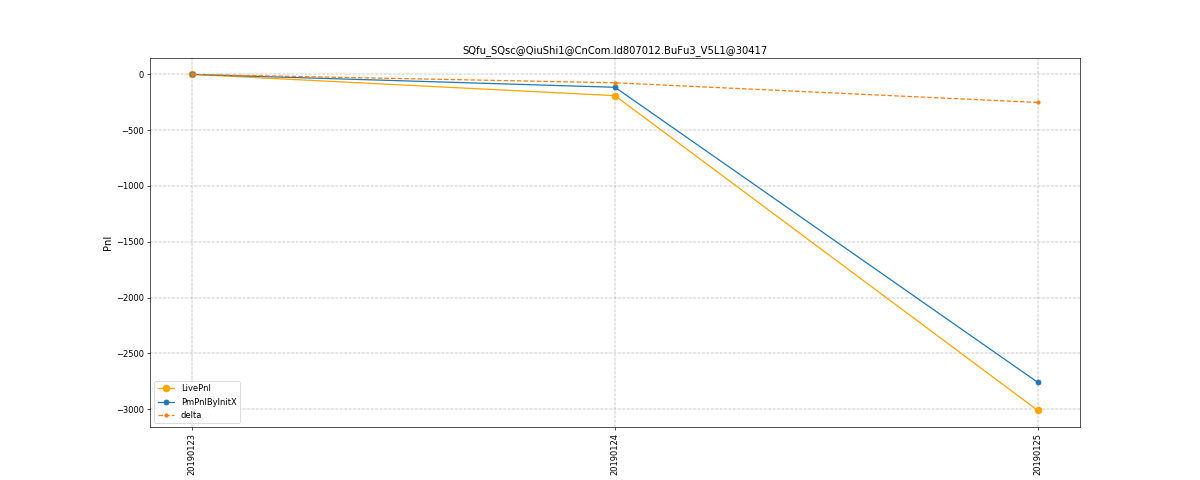 SQfu_SQsc@QiuShi1@CnCom.Id807012.BuFu3_V5L1@30417
0
−500
−1000
−1500
−2000
−2500
−3000
Pnl
LivePnl
PmPnlByInitX
delta
20190123
20190124
20190125